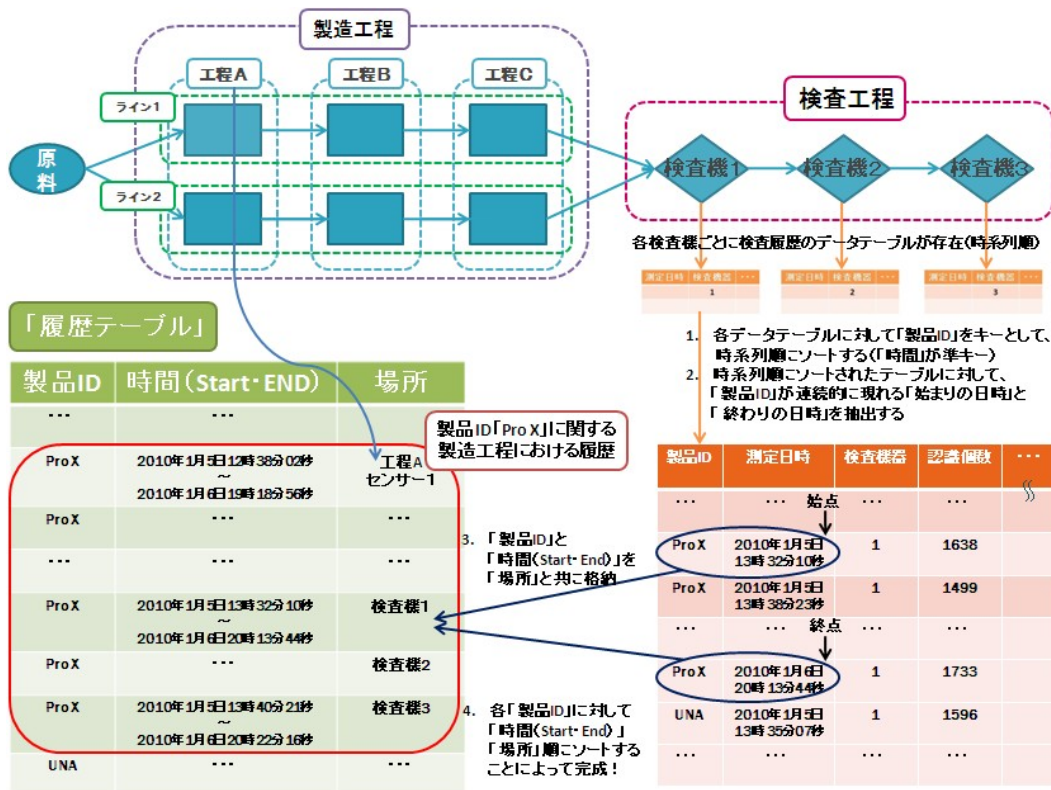 製造工程
工程A
工程B
工程C
ライン1
ライン2
原料
検査工程
検査機1
検査機2
検査機3
各検査機ごとに検査履歴のデータテーブルが存在(時系列順)
測定日時 検査機器 ・・・
1
測定日時 検査機器 ・・・
2
測定日時 検査機器 ・・・
3
1. 各データテーブルに対して「製品ID」をキーとして、
時系列順にソートする(「時間」が準キー)
2. 時系列順にソートされたテーブルに対して、
「製品ID」が連続的に現れる「始まりの日時」と
「終わりの日時」を抽出する
「履歴テーブル」
製品ID 時間(Start・END) 場所
・・・ ・・・
ProX 2010年1月5日12時38分02秒 工程A
～ センサー1
2010年1月6日19時18分56秒
ProX ・・・ ・・・
・・・ ・・・ ・・・
ProX 2010年1月5日13時32分10秒 検査機1
～
2010年1月6日20時13分44秒
ProX ・・・ 検査機2
ProX 2010年1月5日13時40分21秒 検査機3
～
2010年1月6日20時22分16秒
UNA ・・・ ・・・
製品ID「ProX」に関する
製造工程における履歴
3. 「製品ID」と
「時間(Start・End)」を
「場所」と共に格納
4. 各「製品ID」に対して
「時間(Start・End)」
「場所」順にソートする
ことによって完成！
製品ID 測定日時 検査機器 認識個数 ・・・
・・・ ・・・ 始点 ・・・ ・・・
ProX 2010年1月5日 1 1638
13時32分10秒
ProX 2010年1月5日 1 1499
13時38分23秒
・・・ ・・・ 終点 ・・・ ・・・
ProX 2010年1月6日 1 1733
20時13分44秒
UNA 2010年1月5日 1 1596
13時35分07秒
・・・ ・・・ ・・・ ・・・